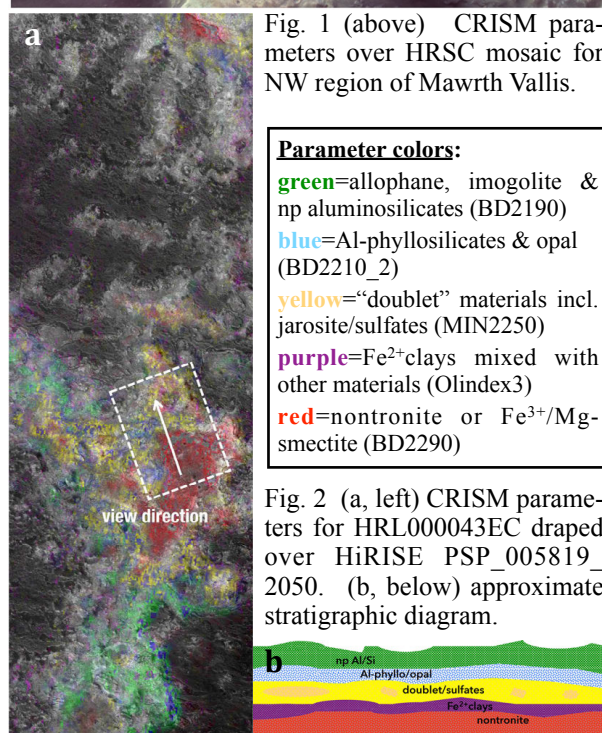 a
Fig. 1 (above) CRISM para-
meters over HRSC mosaic for
NW region of Mawrth Vallis.
Parameter colors:
green=allophane, imogolite &
np aluminosilicates (BD2190)
blue=Al-phyllosilicates & opal
(BD2210_2)
yellow=“doublet” materials incl.
jarosite/sulfates (MIN2250)
purple=Fe²⁺clays mixed with
other materials (Olindex3)
red=nontronite or Fe³⁺/Mg-
smectite (BD2290)
view direction
Fig. 2 (a, left) CRISM parame-
ters for HRL000043EC draped
over HiRISE PSP_005819_
2050. (b, below) approximate
stratigraphic diagram.
b
np Al/Si
Al-phyllo/opal
doublet/sulfates
Fe²⁺clays
nontronite